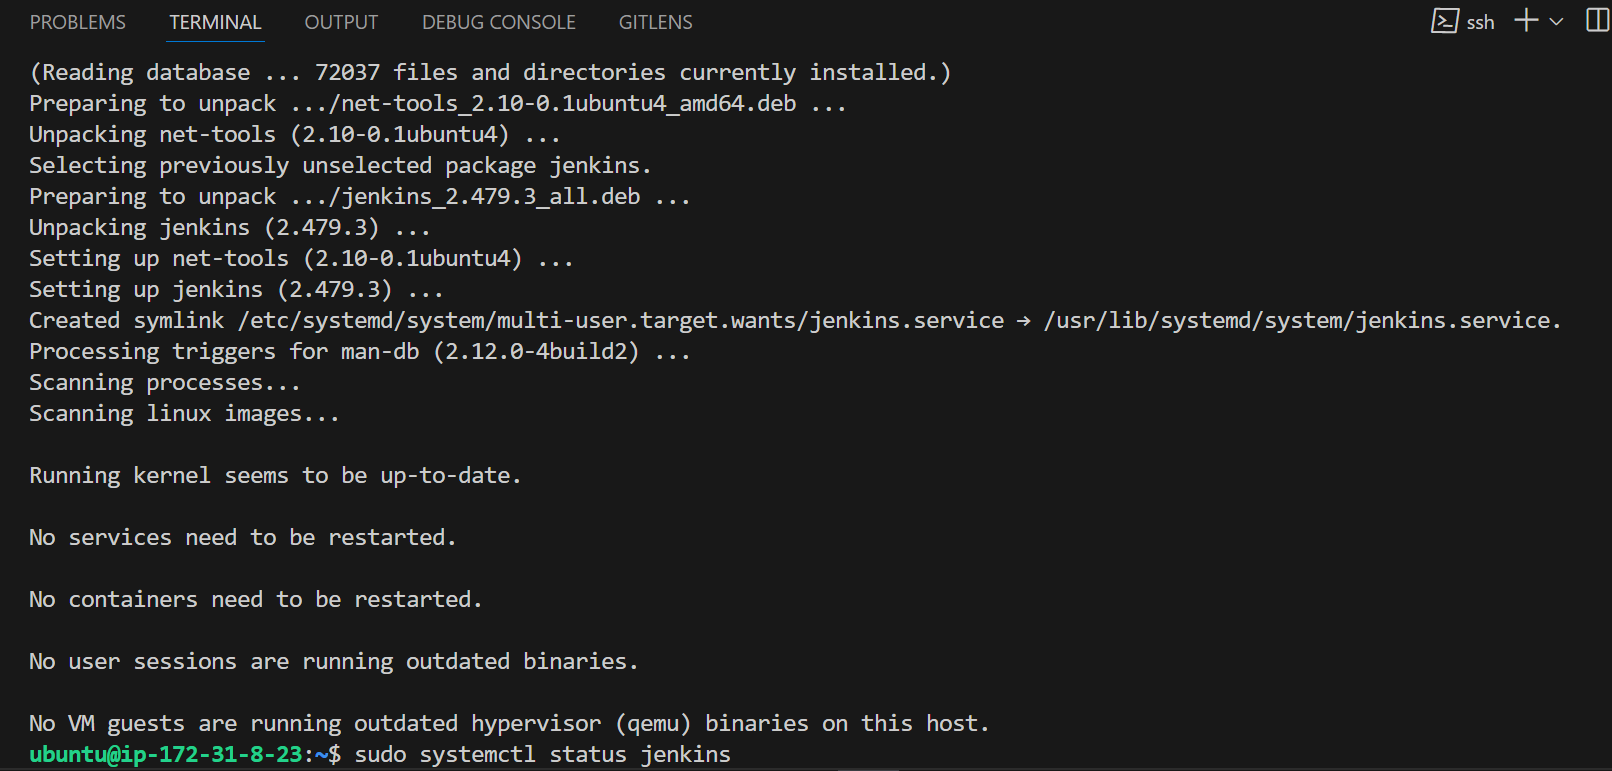 PROBLEMS TERMINAL OUTPUT DEBUG CONSOLE GITLENS ssh
(Reading database ... 72037 files and directories currently installed.)
Preparing to unpack .../net-tools_2.10-0.1ubuntu4_amd64.deb ...
Unpacking net-tools (2.10-0.1ubuntu4) ...
Selecting previously unselected package jenkins.
Preparing to unpack .../jenkins_2.479.3_all.deb ...
Unpacking jenkins (2.479.3) ...
Setting up net-tools (2.10-0.1ubuntu4) ...
Setting up jenkins (2.479.3) ...
Created symlink /etc/systemd/system/multi-user.target.wants/jenkins.service → /usr/lib/systemd/system/jenkins.service.
Processing triggers for man-db (2.12.0-4build2) ...
Scanning processes...
Scanning linux images...
Running kernel seems to be up-to-date.
No services need to be restarted.
No containers need to be restarted.
No user sessions are running outdated binaries.
No VM guests are running outdated hypervisor (qemu) binaries on this host.
ubuntu@ip-172-31-8-23:~$ sudo systemctl status jenkins